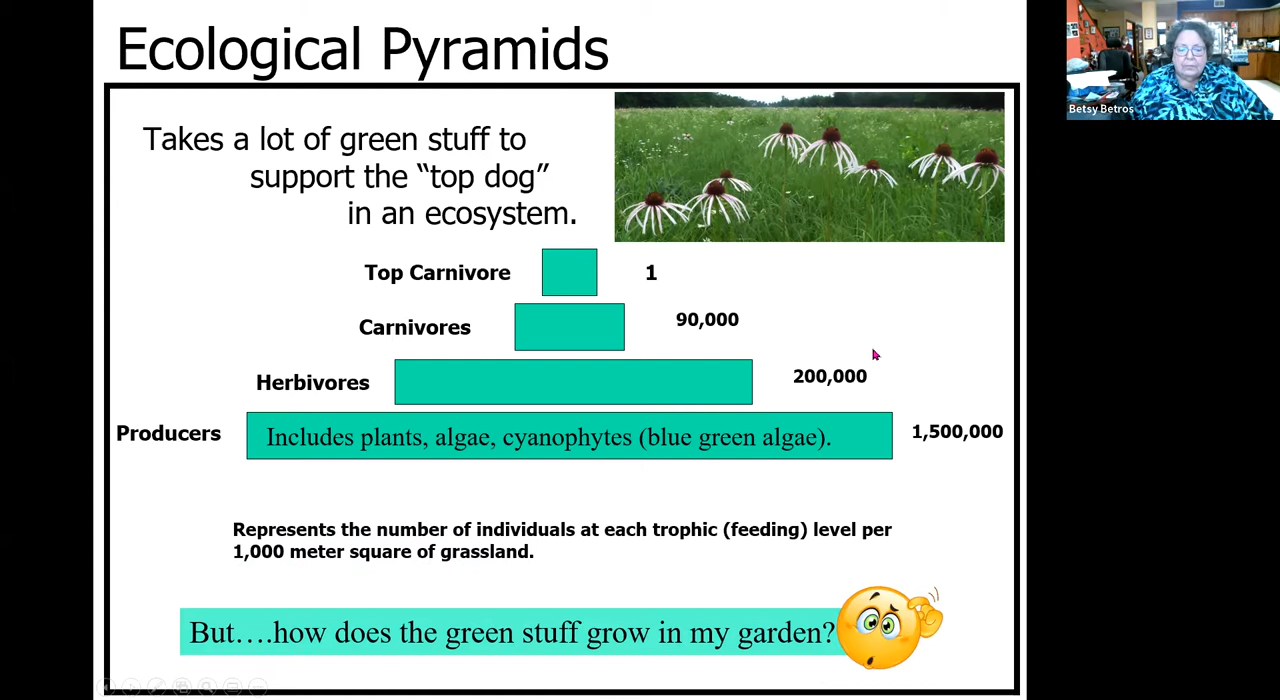 Ecological Pyramids
Betsy Betros
Takes a lot of green stuff to
support the “top dog”
in an ecosystem.
Top Carnivore 1
Carnivores 90,000
Herbivores 200,000
Producers Includes plants, algae, cyanophytes (blue green algae). 1,500,000
Represents the number of individuals at each trophic (feeding) level per
1,000 meter square of grassland.
But….how does the green stuff grow in my garden?